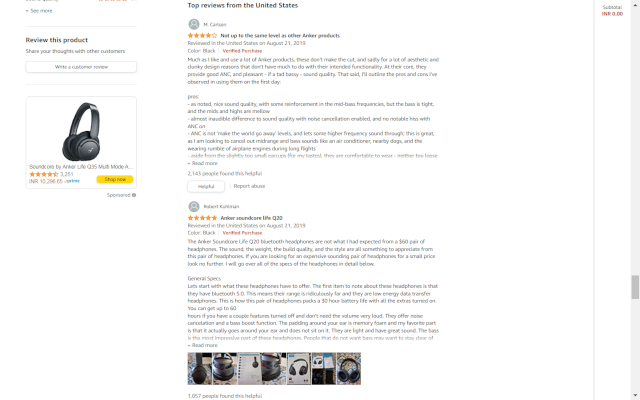 Subtotal
INR 0.00
See more
Review this product
Share your thoughts with other customers
Write a customer review
Soundcore by Anker Life Q35 Multi Mode A...
3,251
INR 10,296.65
Shop now
Sponsored
Top reviews from the United States
M. Carlson
Not up to the same level as other Anker products
Reviewed in the United States on August 21, 2019
Color: Black | Verified Purchase
Much as I like and use a lot of Anker products, these don't make the cut, and sadly for a lot of aesthetic and
clunky design reasons that don't have much to do with their intended functionality. At their core, they
provide good ANC, and pleasant - if a tad bassy - sound quality. That said, I'll outline the pros and cons I've
observed in using them on the first day:
pros:
- as noted, nice sound quality, with some reinforcement in the mid-bass frequencies, but the bass is tight,
and the mids and highs are mellow
- almost inaudible difference to sound quality with noise cancellation enabled, and no notable hiss with
ANC on
- ANC is not 'make the world go away' levels, and lets some higher frequency sound through; this is great,
as I am looking to cancel out midrange and bass sounds like an air conditioner, nearby dogs, and the
wearing rumble of airplane engines during long flights
- aside from the slightly too small earcups (for my tastes), they are comfortable to wear - neither too loose
Read more
2,143 people found this helpful
Helpful
Report abuse
Robert Kuhlman
Anker soundcore life Q20
Reviewed in the United States on August 21, 2019
Color: Black | Verified Purchase
The Anker Soundcore Life Q20 bluetooth headphones are not what I had expected from a $60 pair of
headphones. The sound, the weight, the build quality, and the style are all something to appreciate from
this pair of headphones. If you are looking for an expensive sounding pair of headphones for a small price
look no further. I will go over all of the specs of the headphones in detail below.
General Specs
Lets start with what these headphones have to offer. The first item to note about these headphones is that
they have bluetooth 5.0. This means their range is ridiculously far and they are low energy data transfer
headphones. This is how this pair of headphones packs a 30 hour battery life with all the extras turned on.
You can get up to 60
hours if you have a couple features turned off and don't need the volume very loud. They offer noise
cancelation and a bass boost function. The padding around your ear is memory foam and my favorite part
is that it actually goes around your ear and does not sit on it. They are light and have great sound. The bass
is the most impressive part of these headphones. People that do not want bass may want to stay clear of
Read more
1,057 people found this helpful